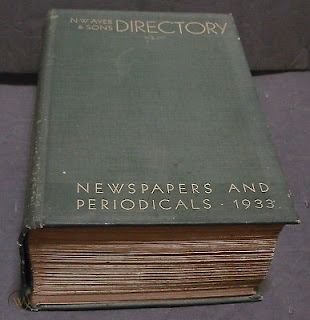 N·W·AYER
& SONS DIRECTORY
NEWSPAPERS AND
PERIODICALS · 1933